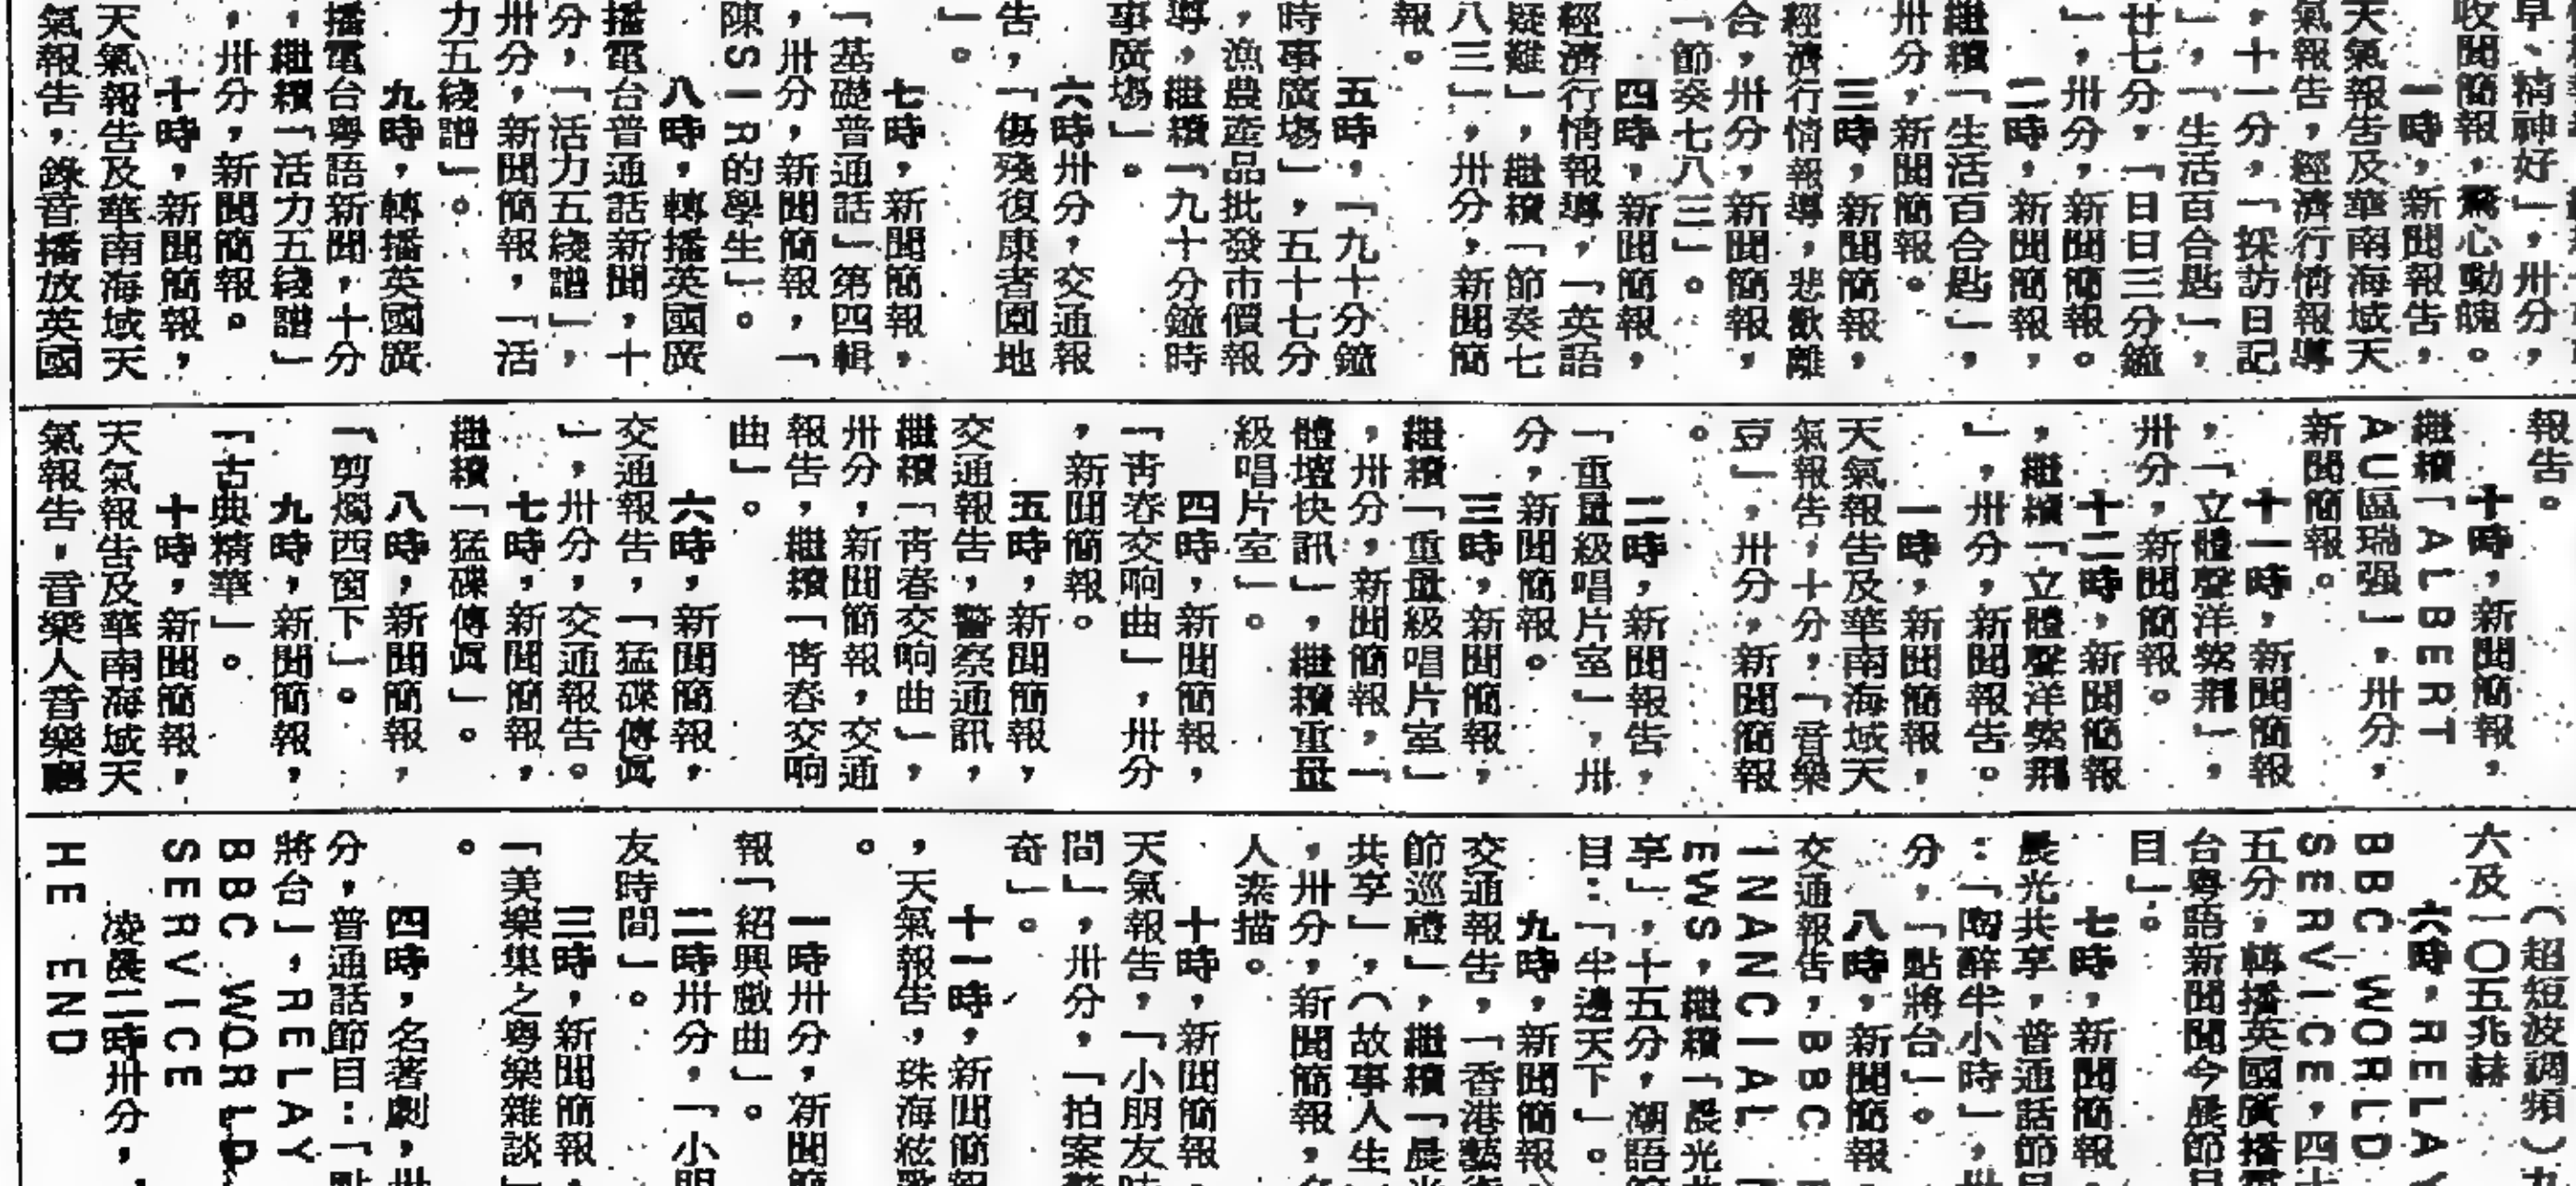 早、精神好」，卅分，
收聞簡報，驚心動魄。
一時，新聞報告，
天氣報告及華南海域天
氣報告，經濟行情報導
，十一分，「採訪日記
」，「生活百合匙」，
廿七分，「日日三分鐘
」，卅分，新聞簡報。
二時，新聞簡報，
繼續「生活百合匙」，
卅分，新聞簡報。
三時，新聞簡報，
經濟行情報導，悲歡離
合，卅分，新聞簡報，
「節奏七八三」。
四時，新聞簡報，
經濟行情報導，「英語
疑難」，繼續「節奏七
八三」，卅分，新聞簡
報。
五時，「九十分鐘
時事廣場」，五十七分
，漁農產品批發市價報
導，繼續「九十分鐘時
事廣場」。
六時卅分，交通報
告，「傷殘復康者園地
」。
七時，新聞簡報，
「基礎普通話」第四輯
，卅分，新聞簡報，「
陳ＳＩＲ的學生」。
八時，轉播英國廣
播電台普通話新聞，十
分，「活力五綫譜」，
卅分，新聞簡報，「活
力五綫譜」。
九時，轉播英國廣
播電台粵語新聞，十分
，繼續「活力五綫譜」
，卅分，新聞簡報。
十時，新聞簡報，
天氣報告及華南海域天
氣報告，錄音播放英國
報告。
十時，新聞簡報，
繼續「ALBERT
AU區瑞强」，卅分，
新聞簡報。
十一時，新聞簡報
，「立體聲洋紫荆」，
卅分，新聞簡報。
十二時，新聞簡報
，繼續「立體聲洋紫荆
」，卅分，新聞報告。
一時，新聞簡報，
天氣報告及華南海域天
氣報告，十分，「音樂
豆」，卅分，新聞簡報
。
二時，新聞報告，
「重量級唱片室」，卅
分，新聞簡報。
三時，新聞簡報，
繼續「重量級唱片室」
，卅分，新聞簡報，「
體壇快訊」，繼續重量
級唱片室」。
四時，新聞簡報，
「靑春交响曲」，卅分
，新聞簡報。
五時，新聞簡報，
交通報告，警察通訊，
繼續「靑春交响曲」，
卅分，新聞簡報，交通
報告，繼續「靑春交响
曲」。
六時，新聞簡報，
交通報告，「猛碟傳眞
」，卅分，交通報告。
七時，新聞簡報，
繼續「猛碟傳眞」。
八時，新聞簡報，
「剪燭西窗下」。
九時，新聞簡報，
「古典精華」。
十時，新聞簡報，
天氣報告及華南海域天
氣報告，音樂人音樂廳
（超短波調頻）九
六及一〇五兆赫
六時，RELAY
BBC WORLD
SERVICE，四十
五分，轉播英國廣播電
台粵語新聞聞今晨節目
目」。
七時，新聞簡報
晨光共享，普通話節目
：「陶醉半小時」，卅
分，「點將台」。
八時，新聞簡報
交通報告，BBC
INANCIAL
EWS，繼續「晨光共
享」，十五分，潮語節
目：「半邊天下」。
九時，新聞簡報
交通報告，「香港藝術
節巡禮」，繼續「晨光
共享」，（故事人生
，卅分，新聞簡報，
人素描。
十時，新聞簡報
天氣報告，「小朋友時
間」，卅分，「拍案驚
奇」。
十一時，新聞簡報
，天氣報告，珠海絃歌
。
一時卅分，新聞簡
報「紹興戲曲」。
二時卅分，「小朋
友時間」。
三時，新聞簡報，
「美樂集之粵樂雜談」
。
四時，名著劇，卅
分，普通話節目：「點
將台」，RELAY
BBC WORLD
SERVICE
凌晨二時卅分，
HE END